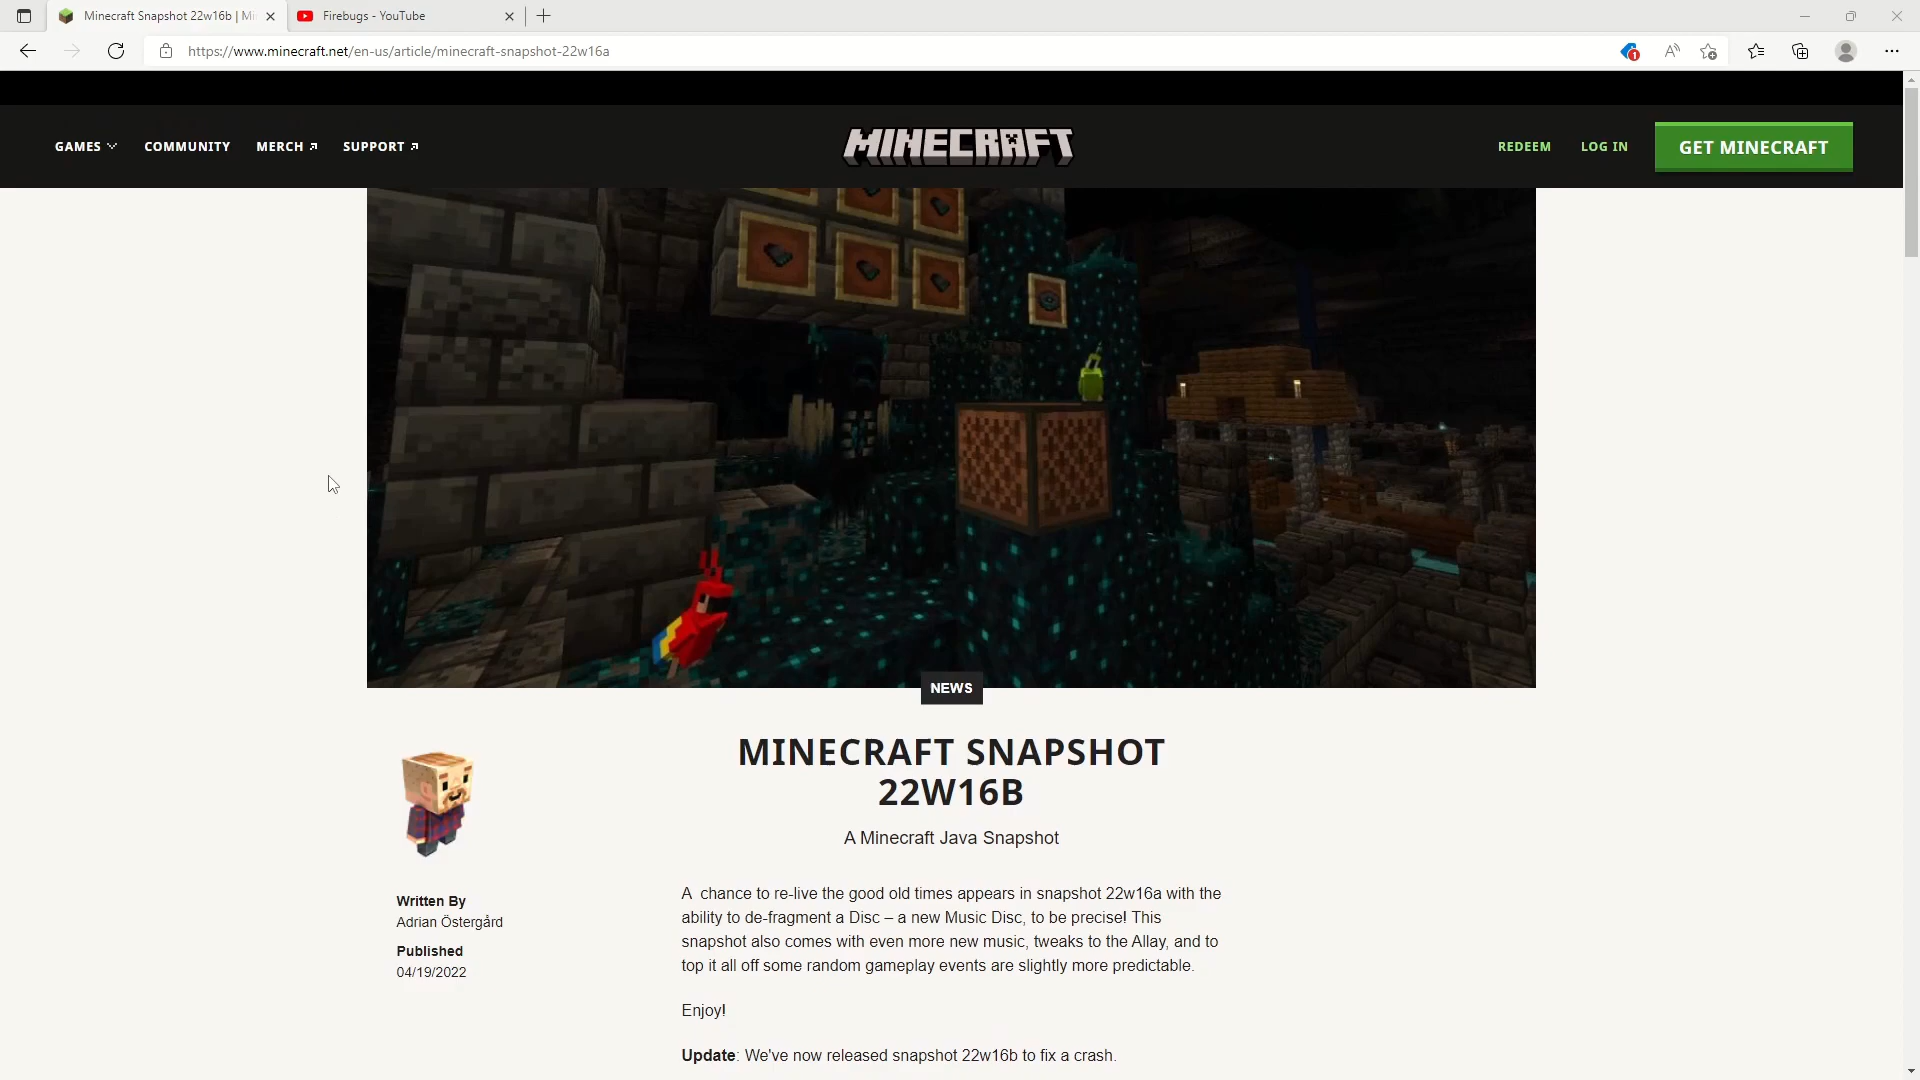 Minecraft Snapshot 22w16b | Mi
Firebugs - YouTube
https://www.minecraft.net/en-us/article/minecraft-snapshot-22w16a
1
GAMES
COMMUNITY
MERCH
SUPPORT
MINECRAFT
REDEEM
LOG IN
GET MINECRAFT
NEWS
MINECRAFT SNAPSHOT
22W16B
A Minecraft Java Snapshot
Written By
Adrian Östergård
Published
04/19/2022
A chance to re-live the good old times appears in snapshot 22w16a with the
ability to de-fragment a Disc – a new Music Disc, to be precise! This
snapshot also comes with even more new music, tweaks to the Allay, and to
top it all off some random gameplay events are slightly more predictable.
Enjoy!
Update: We've now released snapshot 22w16b to fix a crash.